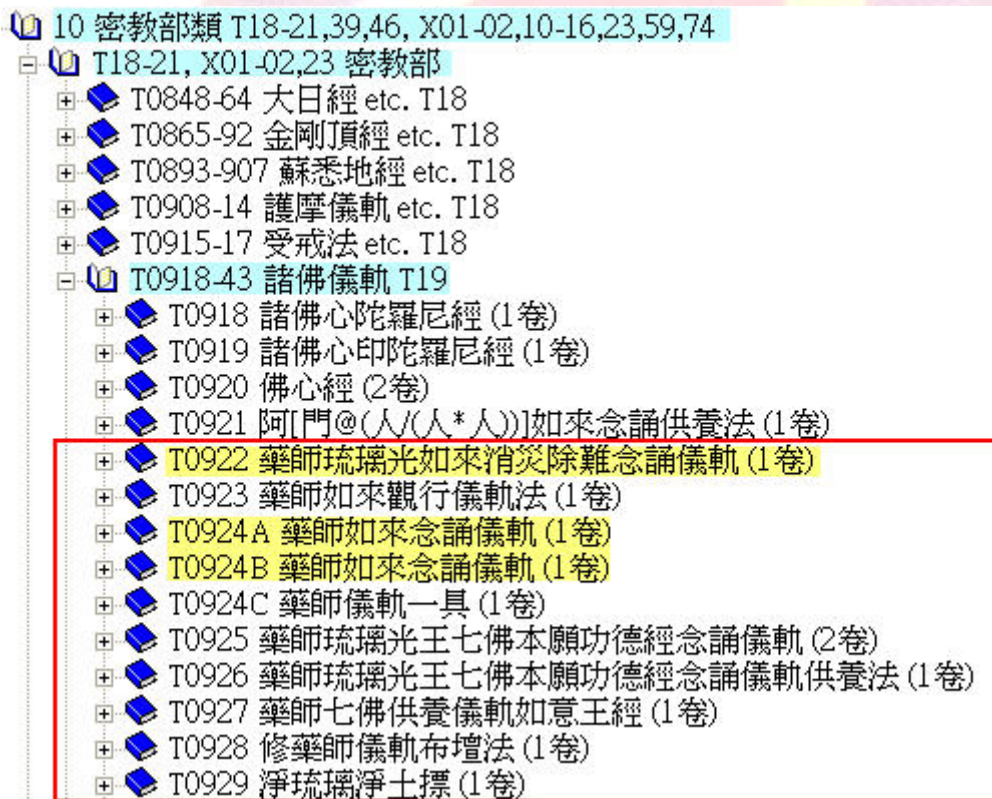 10 密教部類 T18-21,39,46, X01-02,10-16,23,59,74
T18-21, X01-02,23 密教部
T0848-64 大日經 etc. T18
T0865-92 金剛頂經 etc. T18
T0893-907 蘇悉地經 etc. T18
T0908-14 護摩儀軌 etc. T18
T0915-17 受戒法 etc. T18
T0918-43 諸佛儀軌 T19
T0918 諸佛心陀羅尼經 (1卷)
T0919 諸佛心印陀羅尼經 (1卷)
T0920 佛心經 (2卷)
T0921 阿[門@(人/(人*人))]如來念誦供養法 (1卷)
T0922 藥師琉璃光如來消災除難念誦儀軌 (1卷)
T0923 藥師如來觀行儀軌法 (1卷)
T0924A 藥師如來念誦儀軌 (1卷)
T0924B 藥師如來念誦儀軌 (1卷)
T0924C 藥師儀軌一具 (1卷)
T0925 藥師琉璃光王七佛本願功德經念誦儀軌 (2卷)
T0926 藥師琉璃光王七佛本願功德經念誦儀軌供養法 (1卷)
T0927 藥師七佛供養儀軌如意王經 (1卷)
T0928 修藥師儀軌布壇法 (1卷)
T0929 淨琉璃淨土摽 (1卷)